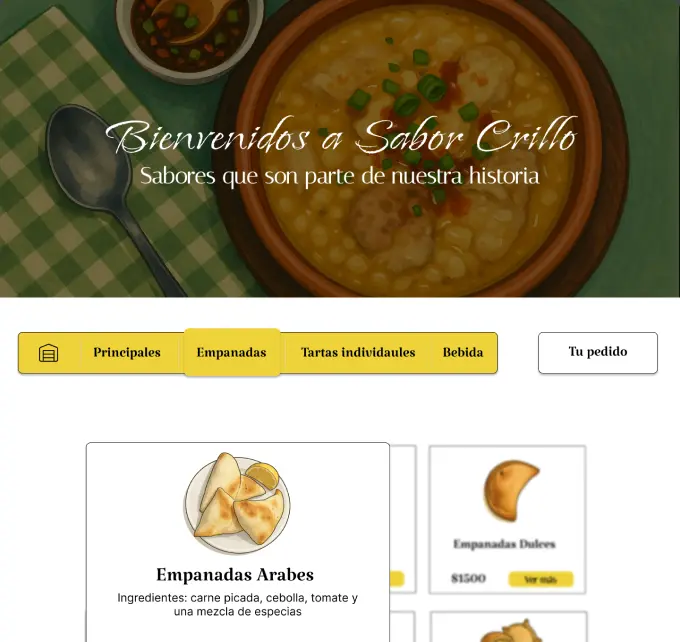 Bienvenidos a Sabor Crillo
Sabores que son parte de nuestra historia
Principales
Empanadas
Tartas individaules
Bebida
Tu pedido
Empanadas Arabes
Ingredientes: carne picada, cebolla, tomate y
una mezcla de especias
Empanadas Dulces
$1500
Ver más